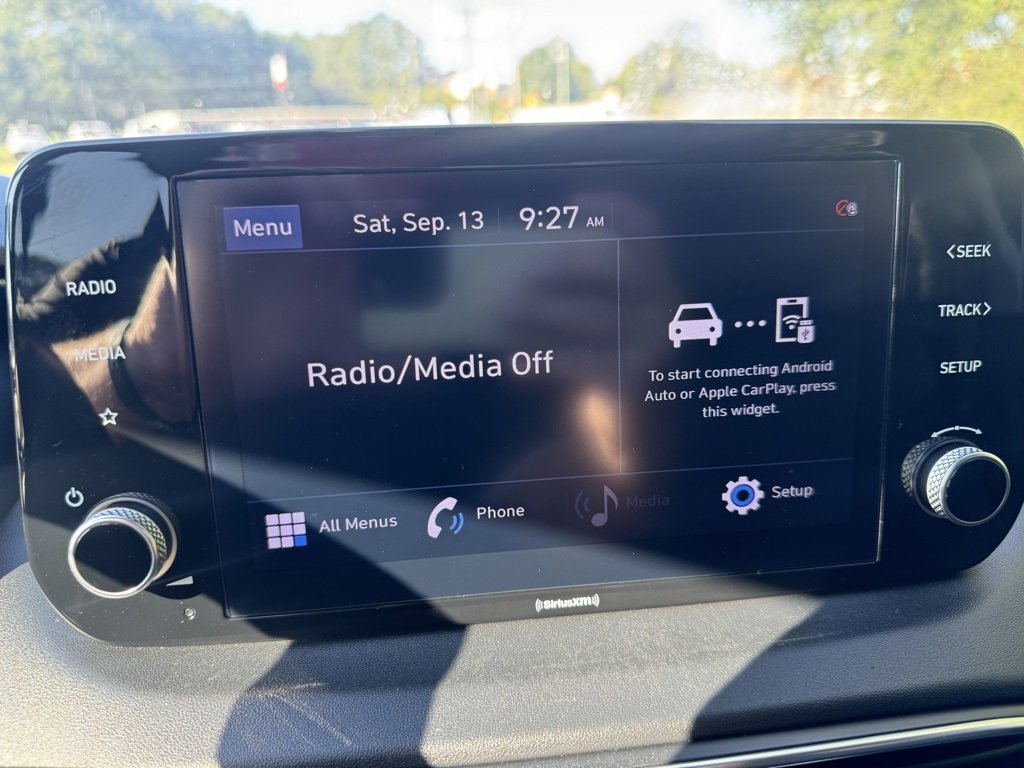 Menu
Sat, Sep. 13
9:27 AM
RADIO
MEDIA
Radio/Media Off
To start connecting Android
Auto or Apple CarPlay, press
this widget.
All Menus
Phone
Media
Setup
<SEEK
TRACK>
SETUP
SiriusXM